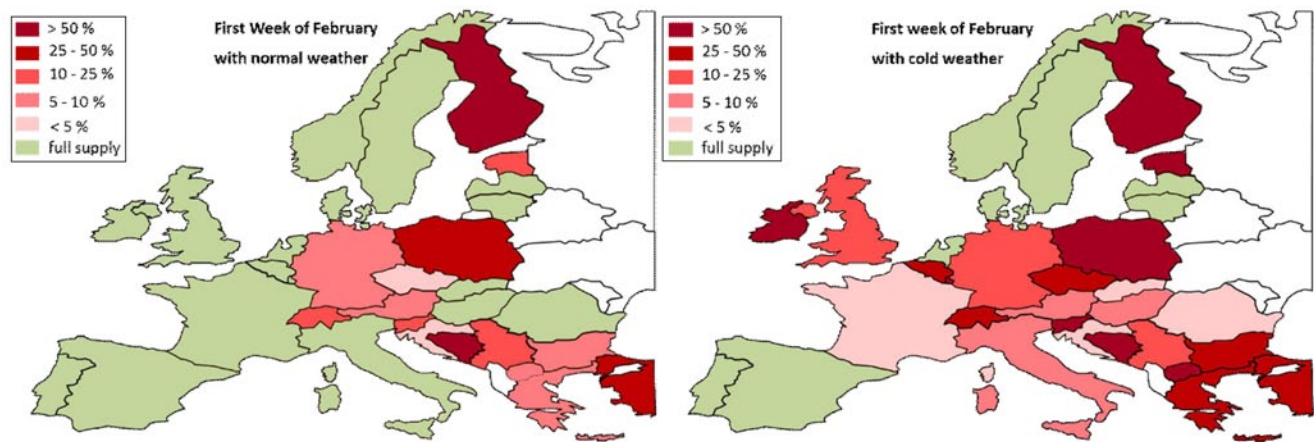 > 50 %
25 - 50 %
10 - 25 %
5 - 10 %
< 5 %
full supply
First Week of February
with normal weather
> 50 %
25 - 50 %
10 - 25 %
5 - 10 %
< 5 %
full supply
First week of February
with cold weather